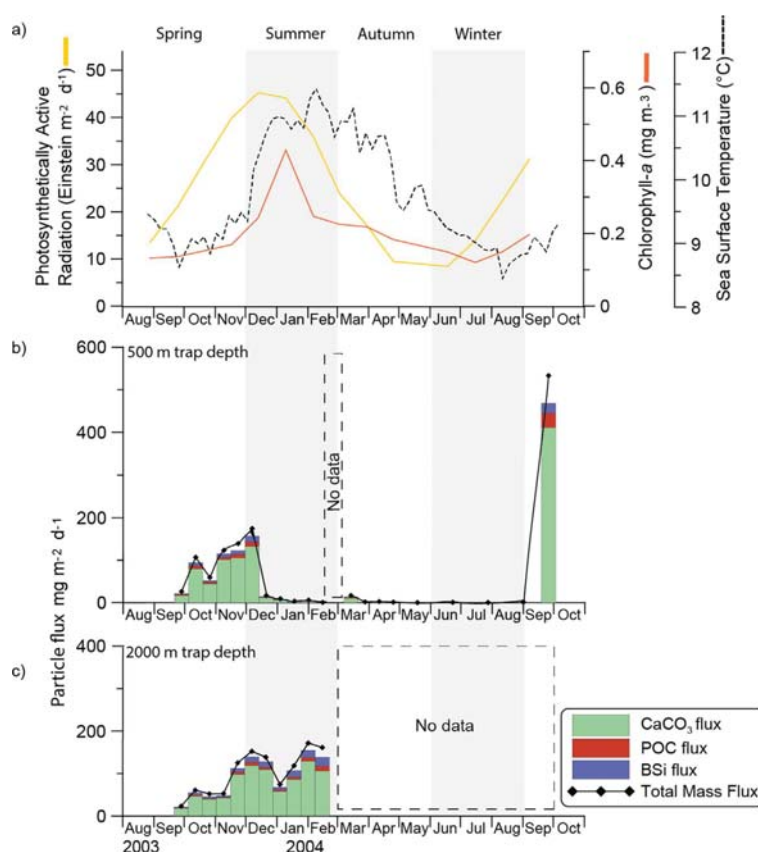 a)
Spring Summer Autumn Winter
Photosynthetically Active
Radiation (Einstein m⁻² d⁻¹)
50
40
30
20
10
0
0.6
0.4
0.2
0
Chlorophyll-a (mg m⁻³)
12
11
10
9
8
Sea Surface Temperature (°C)
Aug Sep Oct Nov Dec Jan Feb Mar Apr May Jun Jul Aug Sep Oct
b)
600
400
200
0
500 m trap depth
No data
Aug Sep Oct Nov Dec Jan Feb Mar Apr May Jun Jul Aug Sep Oct
Particle flux mg m⁻² d⁻¹
c)
400
200
0
2000 m trap depth
No data
Aug Sep Oct Nov Dec Jan Feb Mar Apr May Jun Jul Aug Sep Oct
2003 2004
CaCO₃ flux
POC flux
BSi flux
Total Mass Flux